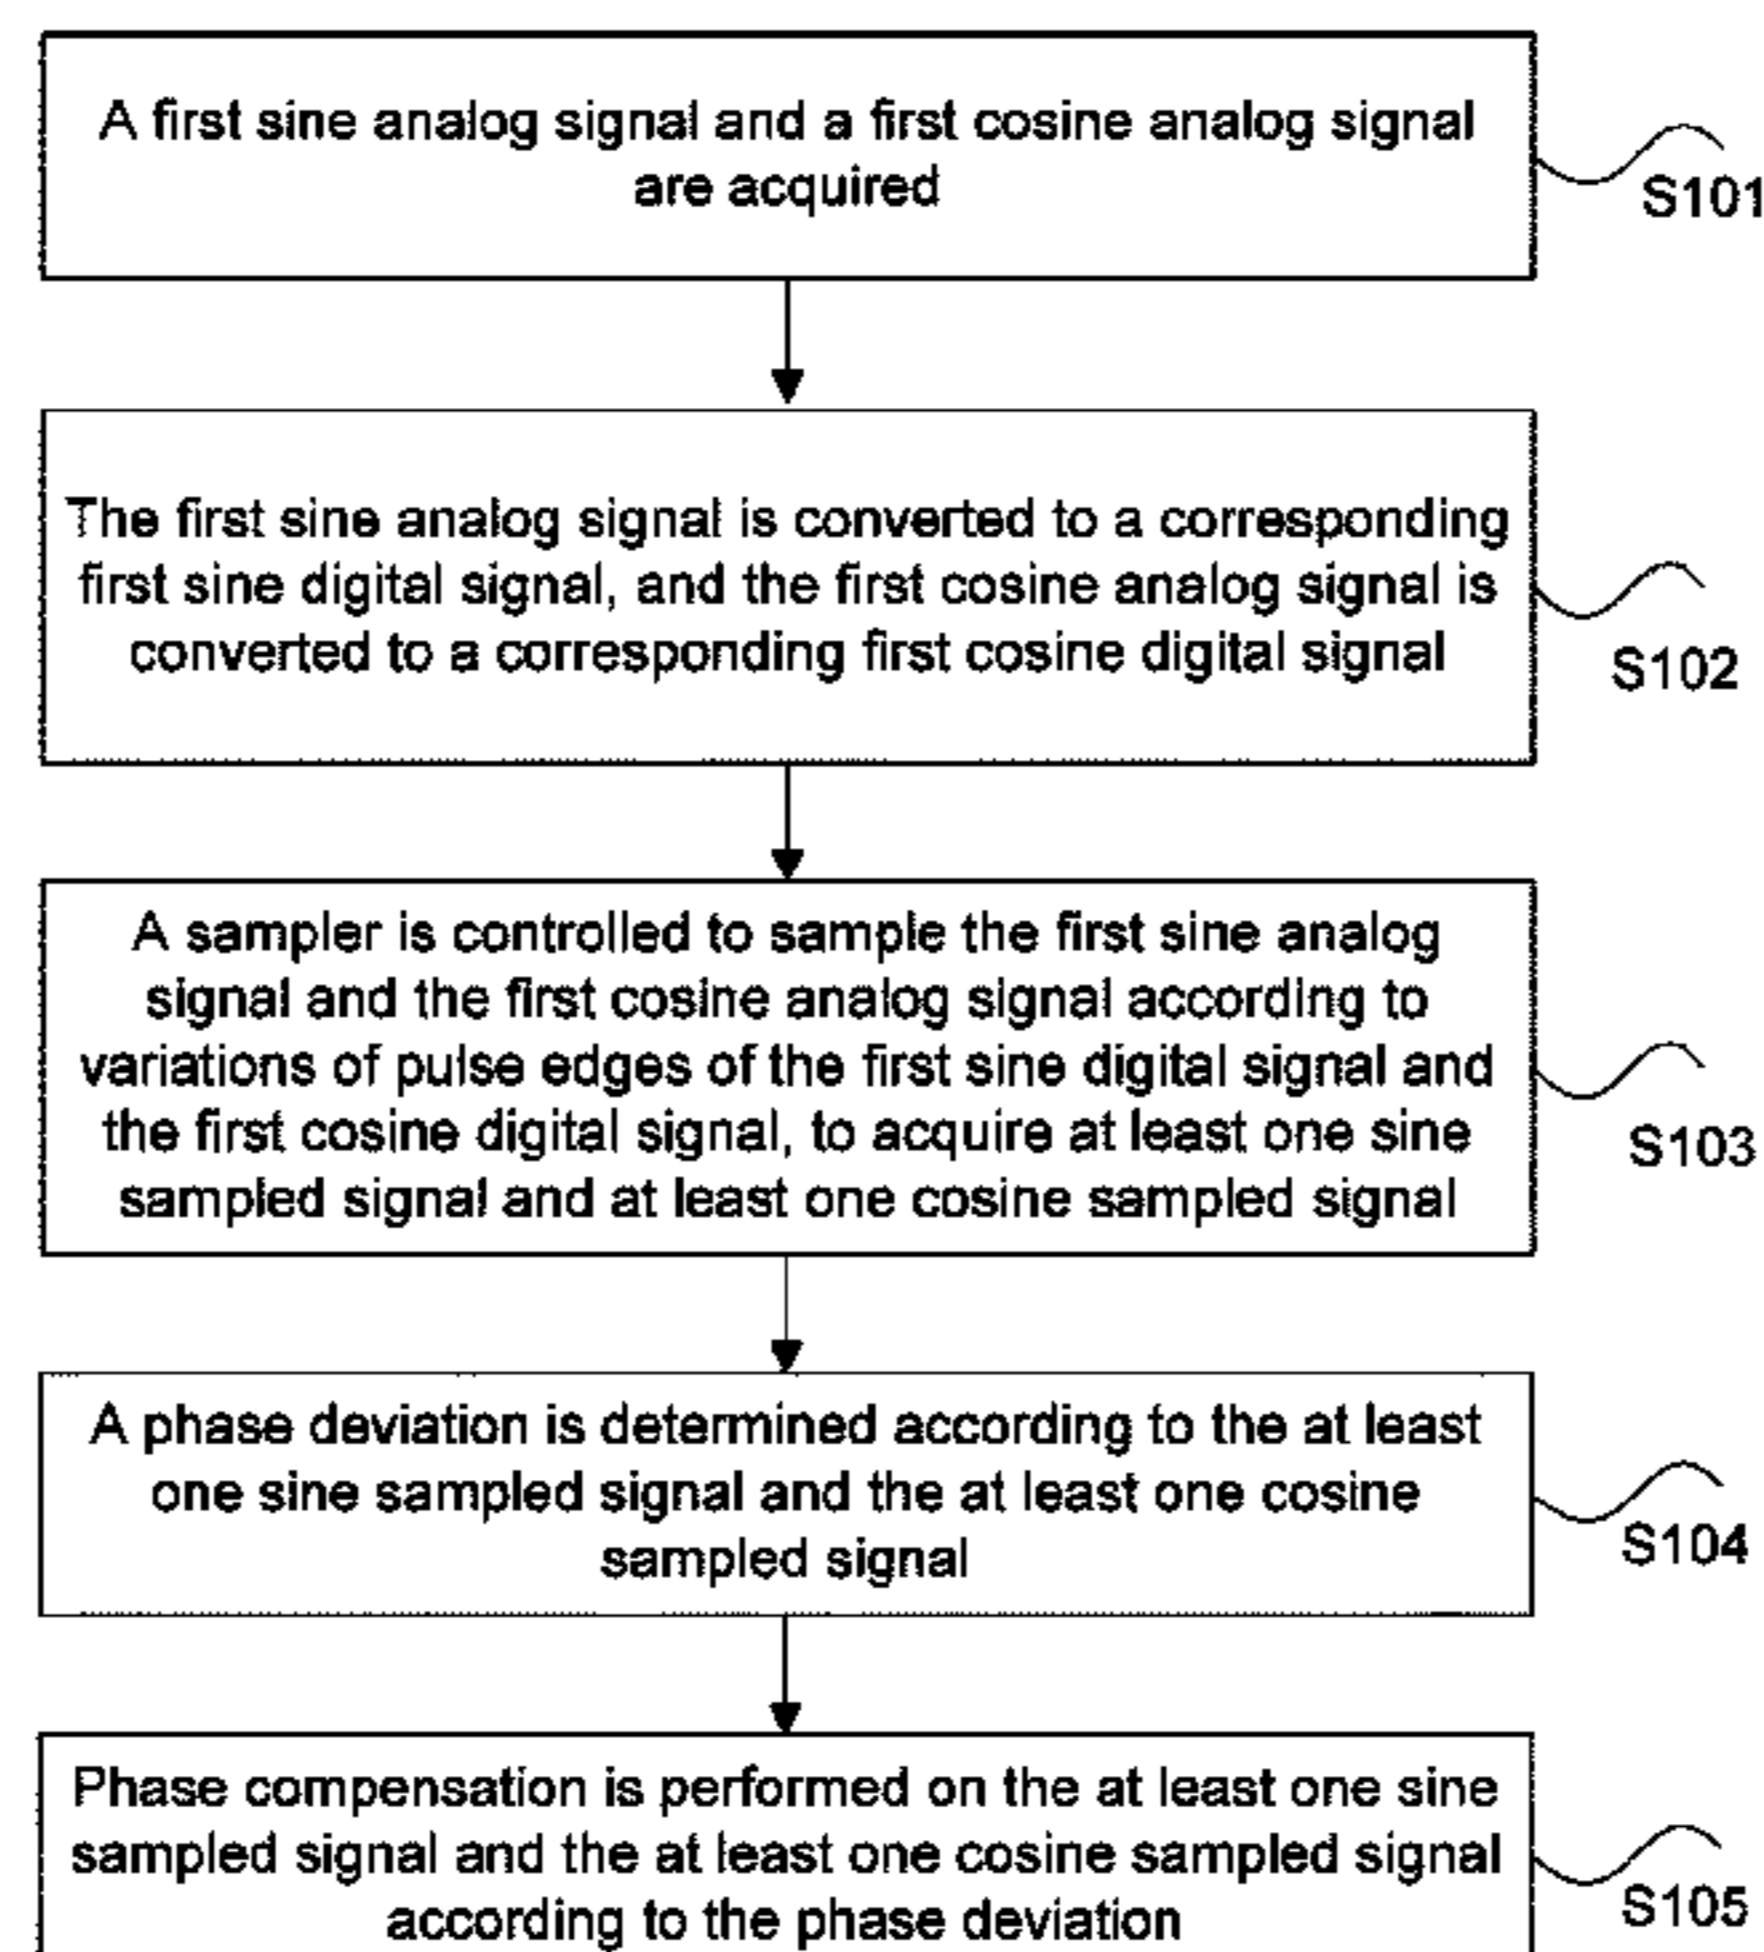 A first sine analog signal and a first cosine analog signal
are acquired
S101
The first sine analog signal is converted to a corresponding
first sine digital signal, and the first cosine analog signal is
converted to a corresponding first cosine digital signal
S102
A sampler is controlled to sample the first sine analog
signal and the first cosine analog signal according to
variations of pulse edges of the first sine digital signal and
the first cosine digital signal, to acquire at least one sine
sampled signal and at least one cosine sampled signal
S103
A phase deviation is determined according to the at least
one sine sampled signal and the at least one cosine
sampled signal
S104
Phase compensation is performed on the at least one sine
sampled signal and the at least one cosine sampled signal
according to the phase deviation
S105